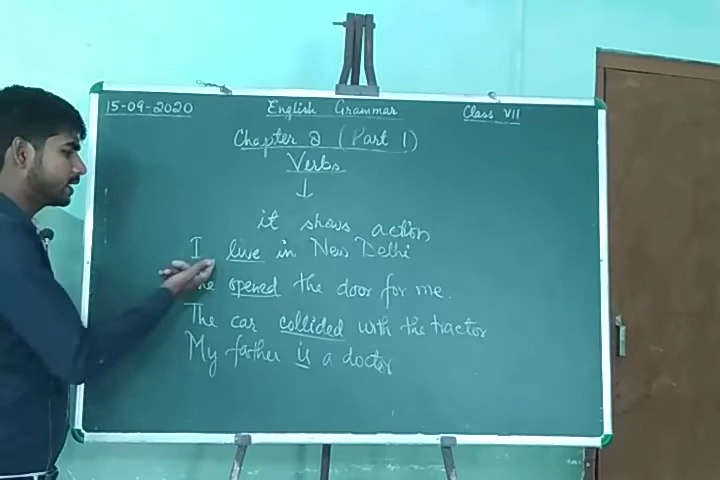 15-09-2020 English Grammar Class VII
Chapter 2 (Part 1)
Verbs
↓
it shows action
I live in New Delhi
opened the door for me.
The car collided with the tractor
My father is a doctor